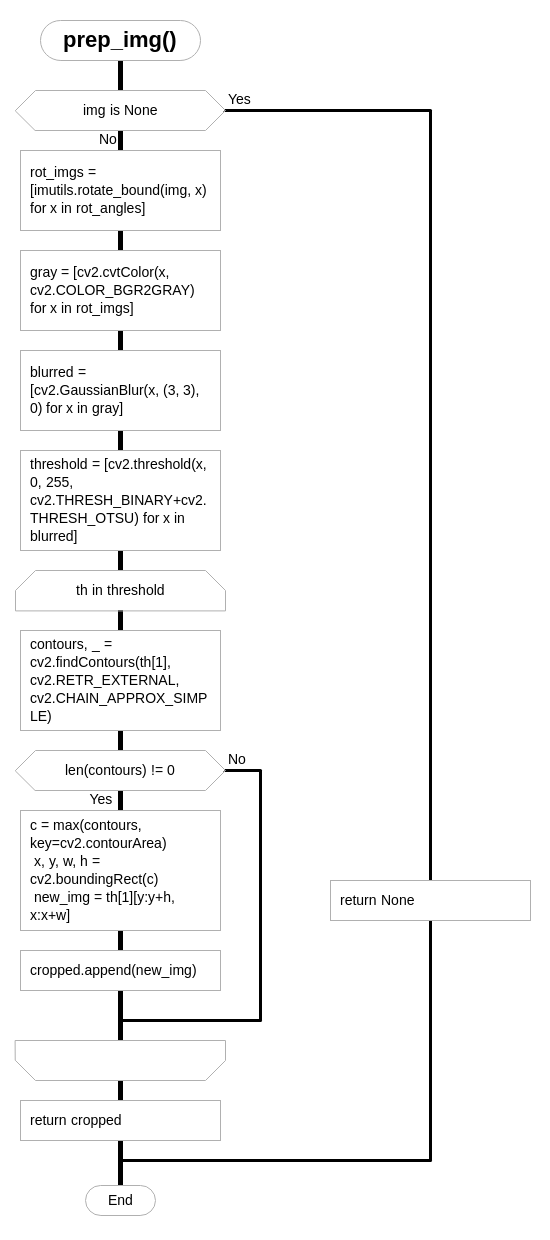 prep_img()
img is None
Yes
No
rot_imgs =
[imutils.rotate_bound(img, x)
for x in rot_angles]
gray = [cv2.cvtColor(x,
cv2.COLOR_BGR2GRAY)
for x in rot_imgs]
blurred =
[cv2.GaussianBlur(x, (3, 3),
0) for x in gray]
threshold = [cv2.threshold(x,
0, 255,
cv2.THRESH_BINARY+cv2.
THRESH_OTSU) for x in
blurred]
th in threshold
contours, _ =
cv2.findContours(th[1],
cv2.RETR_EXTERNAL,
cv2.CHAIN_APPROX_SIMP
LE)
len(contours) != 0
No
Yes
c = max(contours,
key=cv2.contourArea)
x, y, w, h =
cv2.boundingRect(c)
new_img = th[1][y:y+h,
x:x+w]
return None
cropped.append(new_img)
return cropped
End